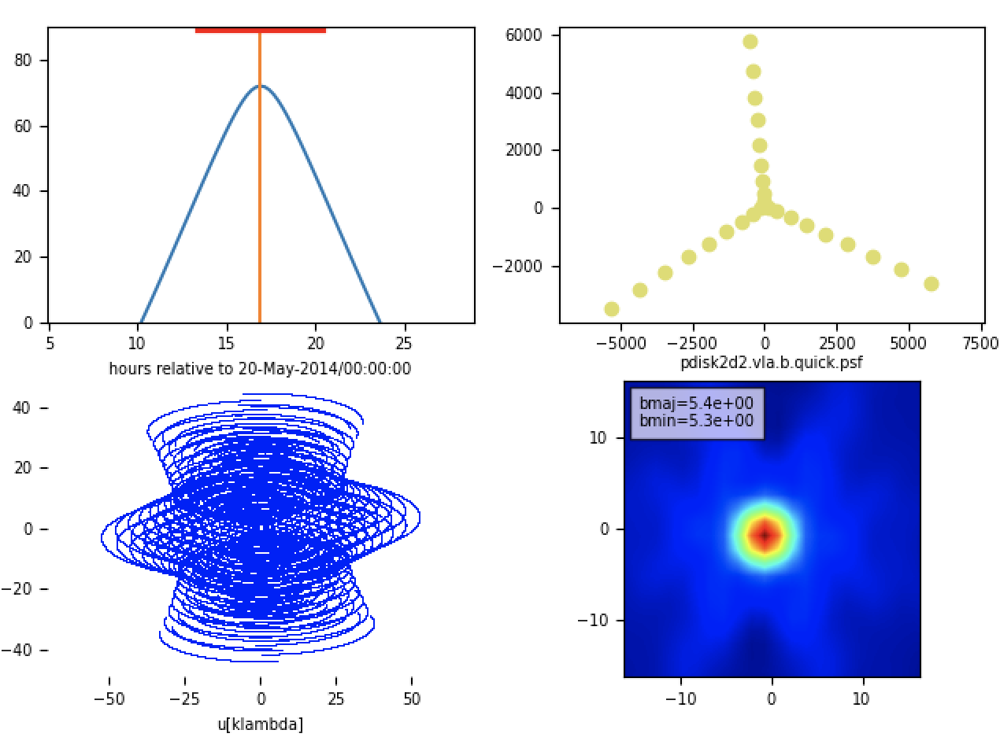 80
60
40
20
0
5 10 15 20 25
hours relative to 20-May-2014/00:00:00
6000
4000
2000
0
−2000
−5000 −2500 0 2500 5000 7500
pdisk2d2.vla.b.quick.psf
40
20
0
−20
−40
−50 −25 0 25 50
u[klambda]
bmaj=5.4e+00
bmin=5.3e+00
10
0
−10
−10 0 10